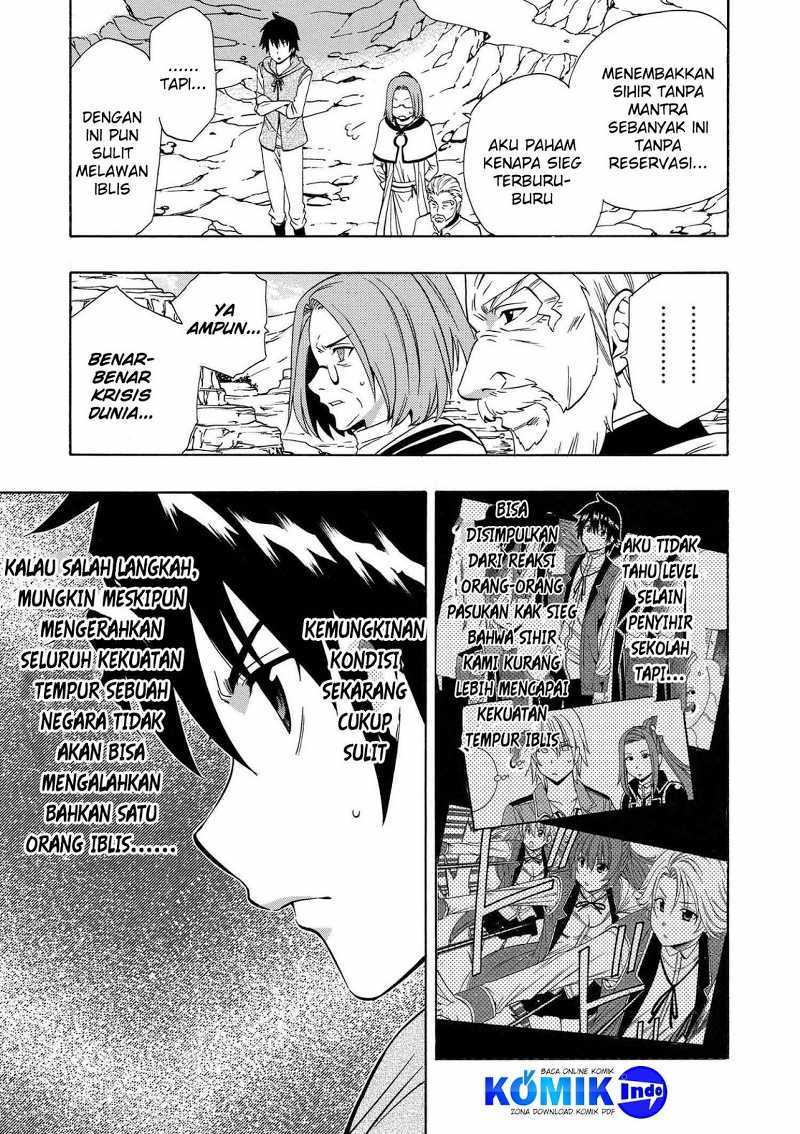 MENEMBAKKAN
SIHIR TANPA
MANTRA
SEBANYAK INI
TANPA
RESERVASI...
AKU PAHAM
KENAPA SIEG
TERBURU-
BURU
......
TAPI...
DENGAN
INI PUN
SULIT
MELAWAN
IBLIS
YA
AMPUN...
BENAR-
BENAR
KRISIS
DUNIA...
AKU TIDAK
TAHU LEVEL
SELAIN
PENYIHIR
SEKOLAH
TAPI....
BISA
DISIMPULKAN
DARI REAKSI
ORANG-ORANG
PASUKAN KAK SIEG
BAHWA SIHIR
KAMI KURANG
LEBIH MENCAPAI
KEKUATAN
TEMPUR IBLIS...
KEMUNGKINAN
KONDISI
SEKARANG
CUKUP
SULIT
KALAU SALAH LANGKAH,
MUNGKIN MESKIPUN
MENGERAHKAN
SELURUH KEKUATAN
TEMPUR SEBUAH
NEGARA TIDAK
AKAN BISA
MENGALAHKAN
BAHKAN SATU
ORANG IBLIS......
BACA ONLINE KOMIK
KOMIK Indo
ZONA DOWNLOAD KOMIK PDF